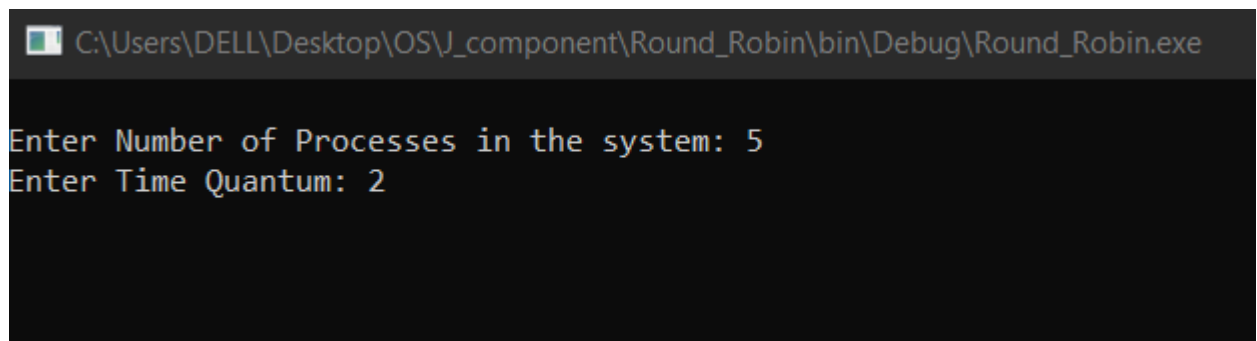 C:\Users\DELL\Desktop\OS\J_component\Round_Robin\bin\Debug\Round_Robin.exe
Enter Number of Processes in the system: 5
Enter Time Quantum: 2